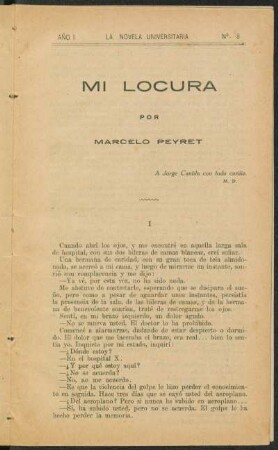 AÑO I LA NOVELA UNIVERSITARIA Nº. 8
MI LOCURA
POR
MARCELO PEYRET
A Jorge Cantilo con todo cariño
M. P.
I
Cuando abrí los ojos, y me encontré en aquella larga sala
de hospital, con sus dos hileras de camas blancas, creí soñar.
Una hermana de caridad, con su gran toca de tela almido-
nada, se acercó a mi cama, y luego de mirarme un instante, son-
rió con complacencia y me dijo:
—Ya ve, por esta vez, no ha sido nada.
Me abstuve de contestarle, esperando que se disipara el sue-
ño, pero como a pesar de aguardar unos instantes, persistía
la presencia de la sala, de las hileras de camas, y de la herma-
na de benevolente sonrisa, traté de restregarme los ojos.
Sentí, en mi brazo izquierdo, un dolor agudo.
—No se mueva usted. El doctor lo ha prohibido.
Comencé a alarmarme, dudando de estar despierto o dormi-
do. El dolor que me laceraba el brazo, era real... bien lo sen-
tía yo. Inquieto por mi estado, inquirí:
—¿Dónde estoy?
—En el hospital X.
—¿Y por qué estoy aquí?
—¿No se acuerda?
—No, no me acuerdo.
—Es que la violencia del golpe le hizo perder el conocimien-
to en seguida. Hace tres días que se cayó usted del aeroplano.
—¿Del aeroplano? Pero si nunca he subido en aeroplano...
—Sí, ha subido usted, pero no se acuerda. El golpe le ha
hecho perder la memoria.